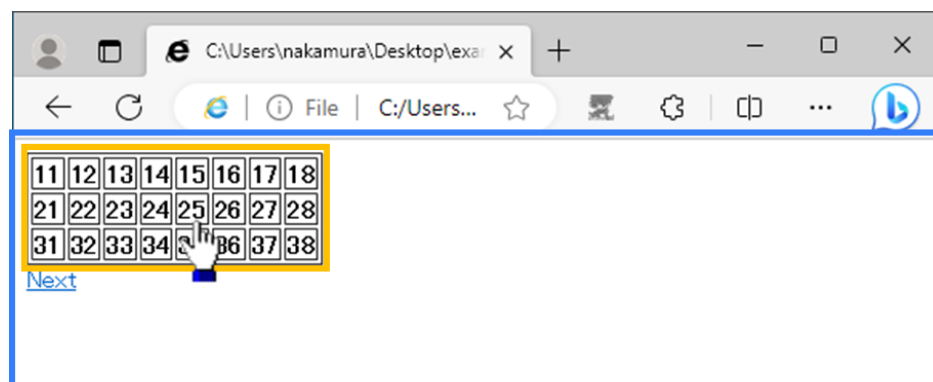 C:\Users\nakamura\Desktop\exa
File C:/Users...
11 12 13 14 15 16 17 18
21 22 23 24 25 26 27 28
31 32 33 34 36 37 38
Next